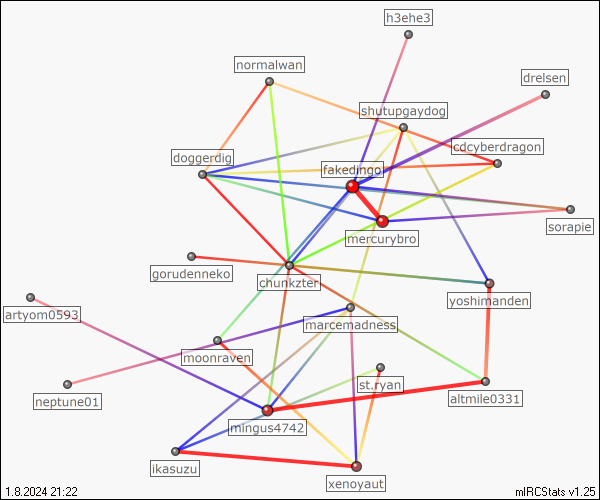 h3ehe3
normalwan
drelsen
shutupgaydog
cdcyberdragon
doggerdig
fakedingo
sorapie
mercurybro
gorudenneko
chunkzter
yoshimanden
artyom0593
marcemadness
moonraven
st.ryan
neptune01
altmile0331
mingus4742
ikasuzu
xenoyaut
1.8.2024 21:22
mIRCStats v1.25